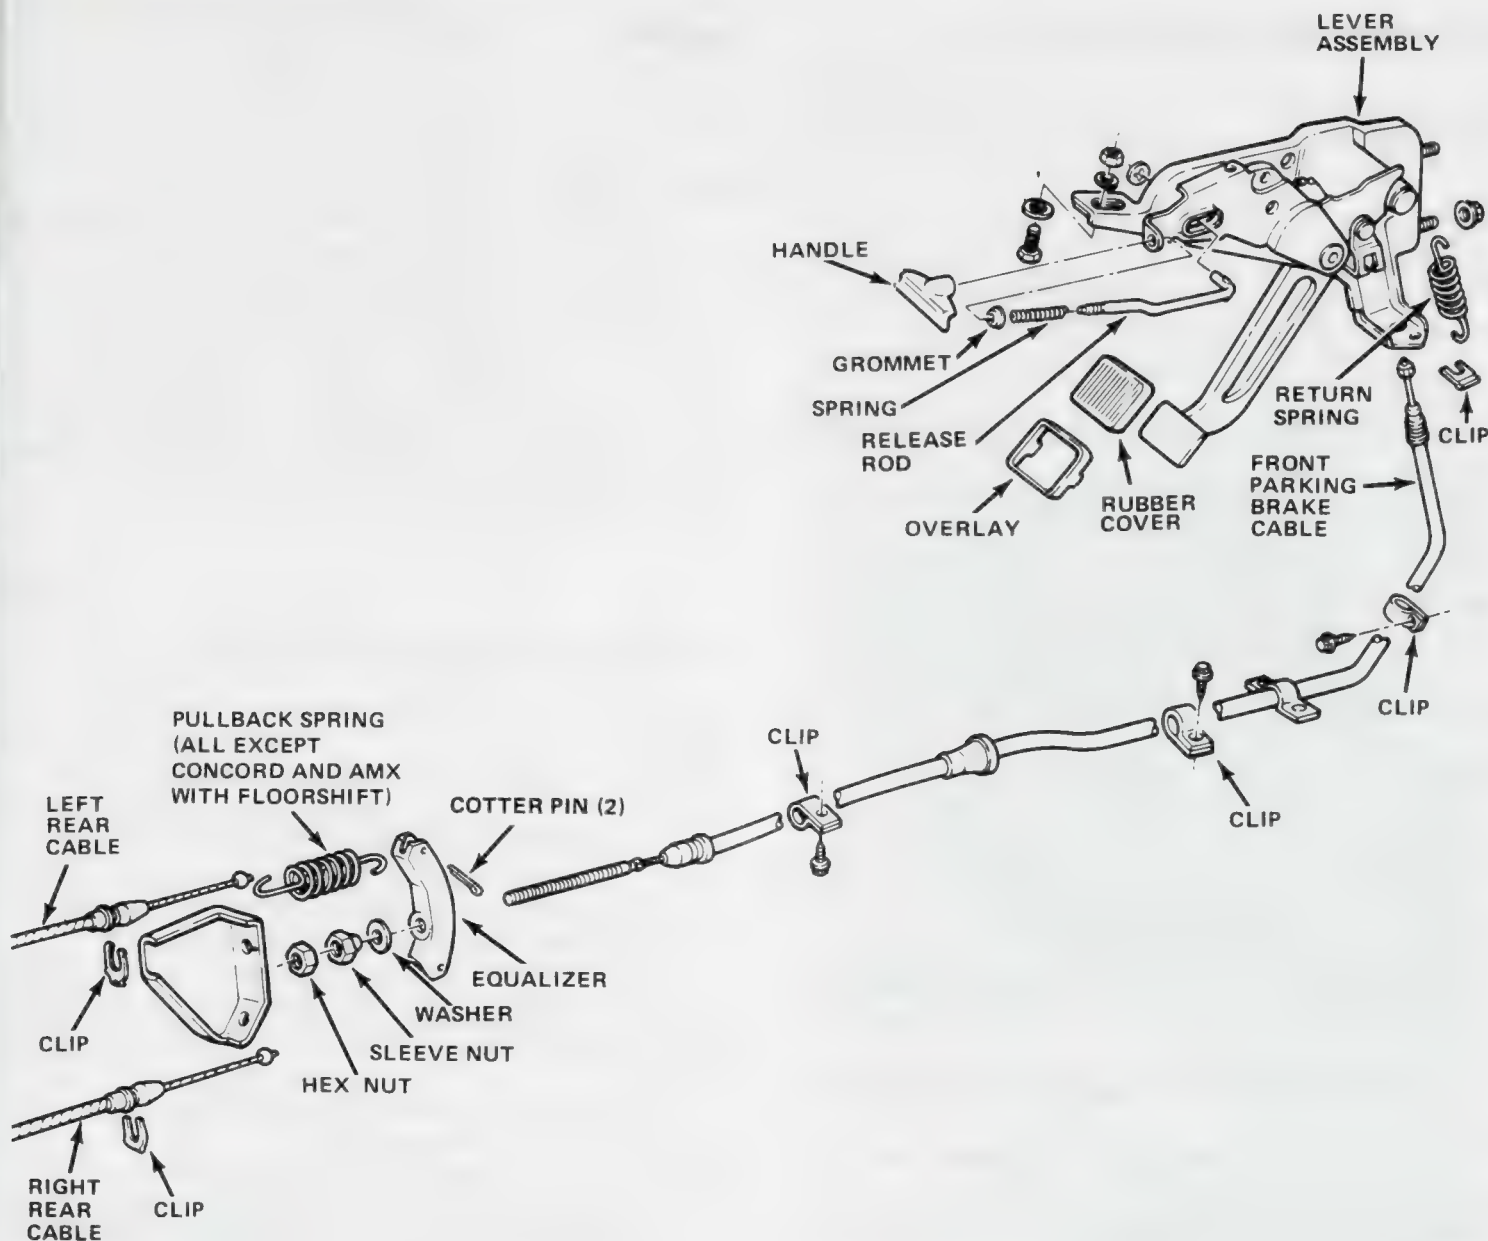 LEVER
ASSEMBLY
HANDLE
GROMMET
SPRING
RELEASE
ROD
OVERLAY
RUBBER
COVER
RETURN
SPRING
CLIP
FRONT
PARKING
BRAKE
CABLE
CLIP
CLIP
CLIP
PULLBACK SPRING
(ALL EXCEPT
CONCORD AND AMX
WITH FLOORSHIFT)
LEFT
REAR
CABLE
COTTER PIN (2)
EQUALIZER
WASHER
SLEEVE NUT
HEX NUT
CLIP
RIGHT
REAR
CABLE
CLIP